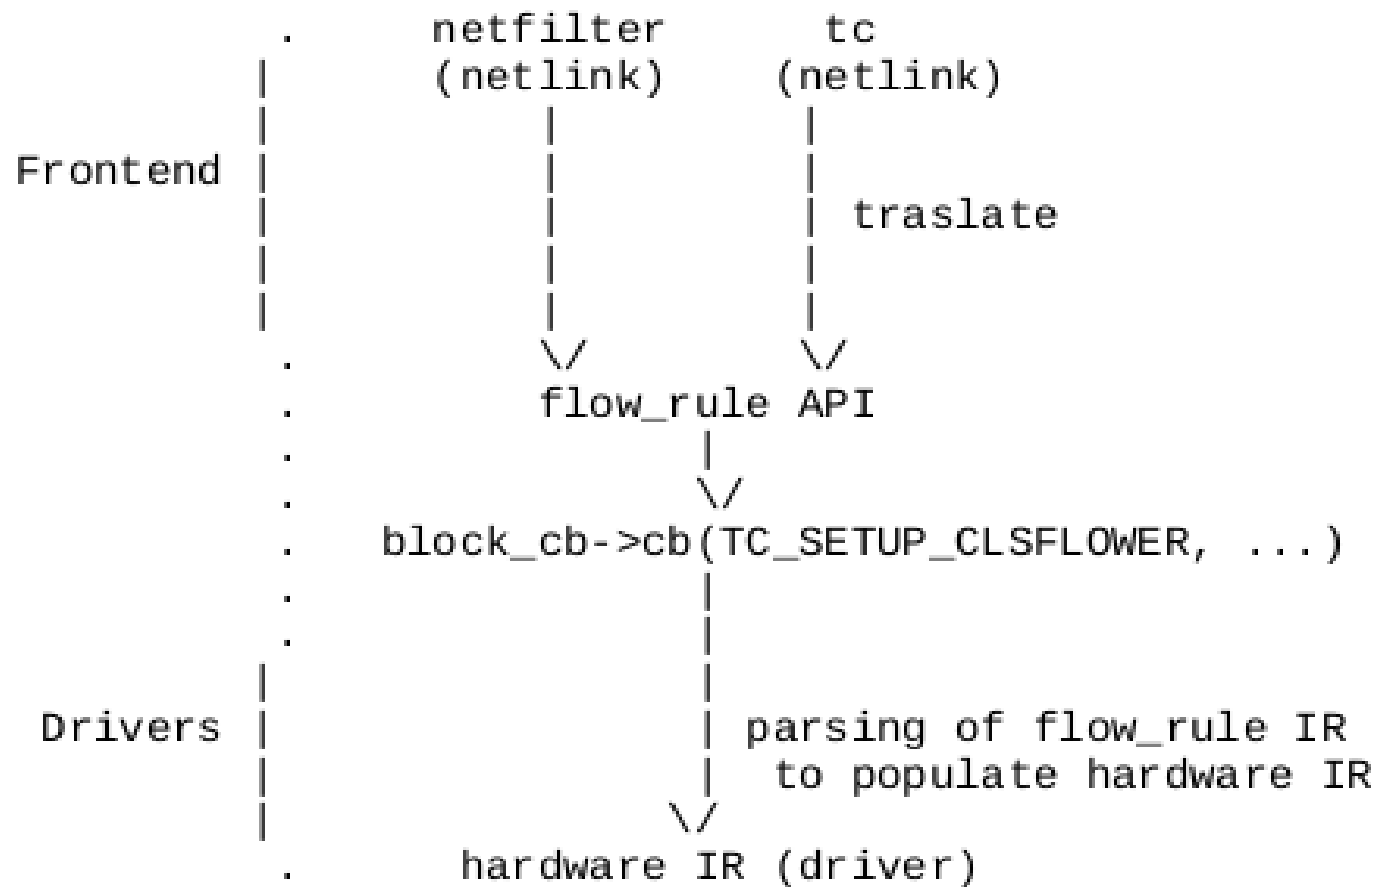 . netfilter tc
| (netlink) (netlink)
| | |
Frontend | | |
| | | traslate
| | |
| | |
. \/ \/
. flow_rule API
. |
. \/
. block_cb->cb(TC_SETUP_CLSFLOWER, ...)
. |
. |
| |
Drivers | | parsing of flow_rule IR
| | to populate hardware IR
| \/
. hardware IR (driver)